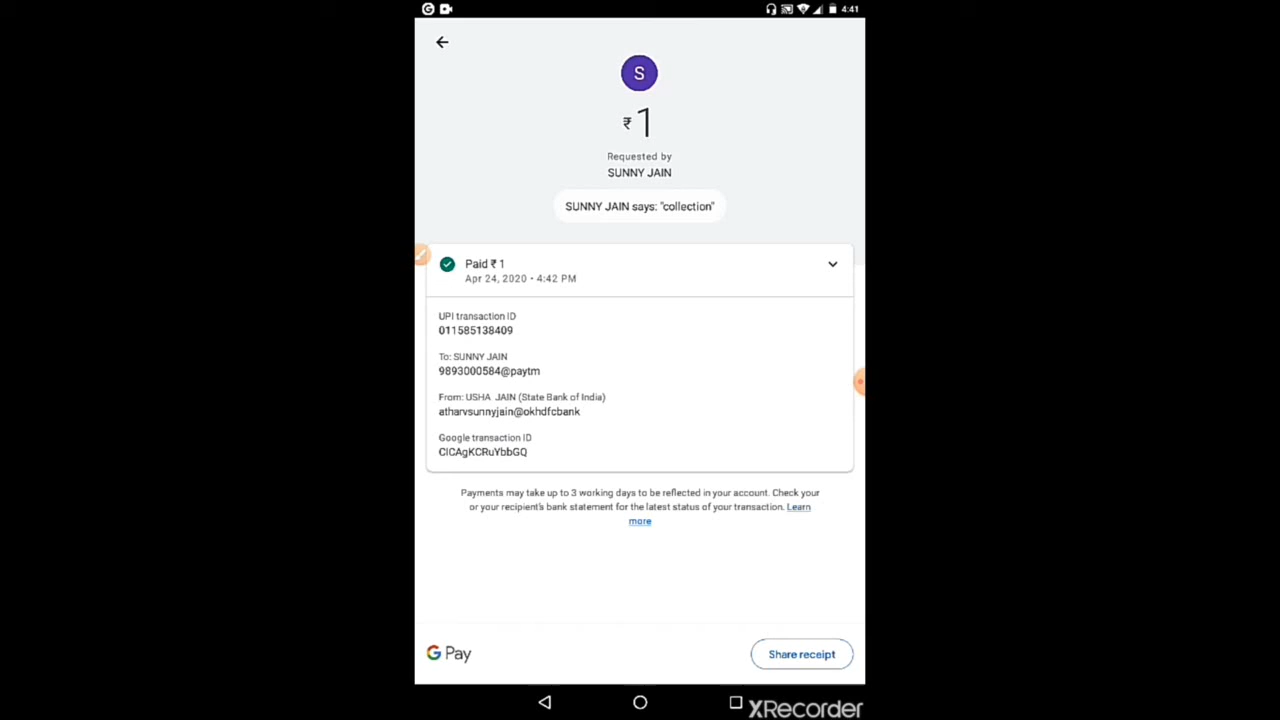 4:41
S
₹1
Requested by
SUNNY JAIN
SUNNY JAIN says: "collection"
Paid ₹ 1
Apr 24, 2020 • 4:42 PM
UPI transaction ID
011585138409
To: SUNNY JAIN
9893000584@paytm
From: USHA JAIN (State Bank of India)
atharvsunnyjain@okhdfcbank
Google transaction ID
CICAgKCRuYbbGQ
Payments may take up to 3 working days to be reflected in your account. Check your
or your recipient's bank statement for the latest status of your transaction. Learn
more
G Pay
Share receipt
XRecorder